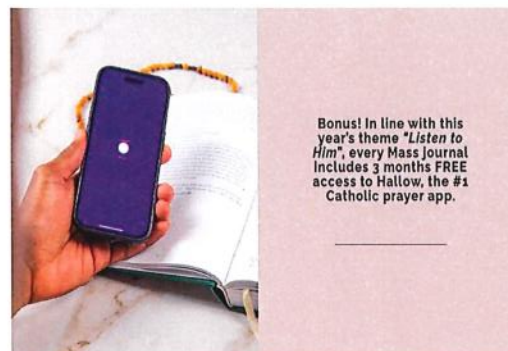 Bonus! In line with this
year's theme "Listen to
Him", every Mass Journal
Includes 3 months FREE
access to Hallow, the #1
Catholic prayer app.